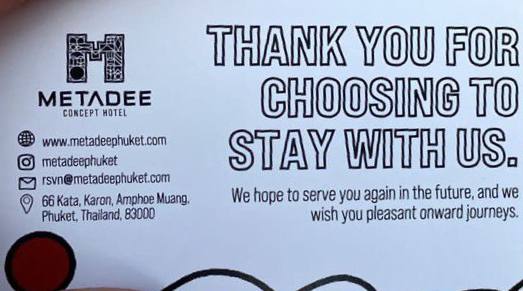 METADEE
CONCEPT HOTEL
www.metadeephuket.com
metadeephuket
rsvn@metadeephuket.com
66 Kata, Karon, Amphoe Muang,
Phuket, Thailand, 83000
THANK YOU FOR
CHOOSING TO
STAY WITH US.
We hope to serve you again in the future, and we
wish you pleasant onward journeys.